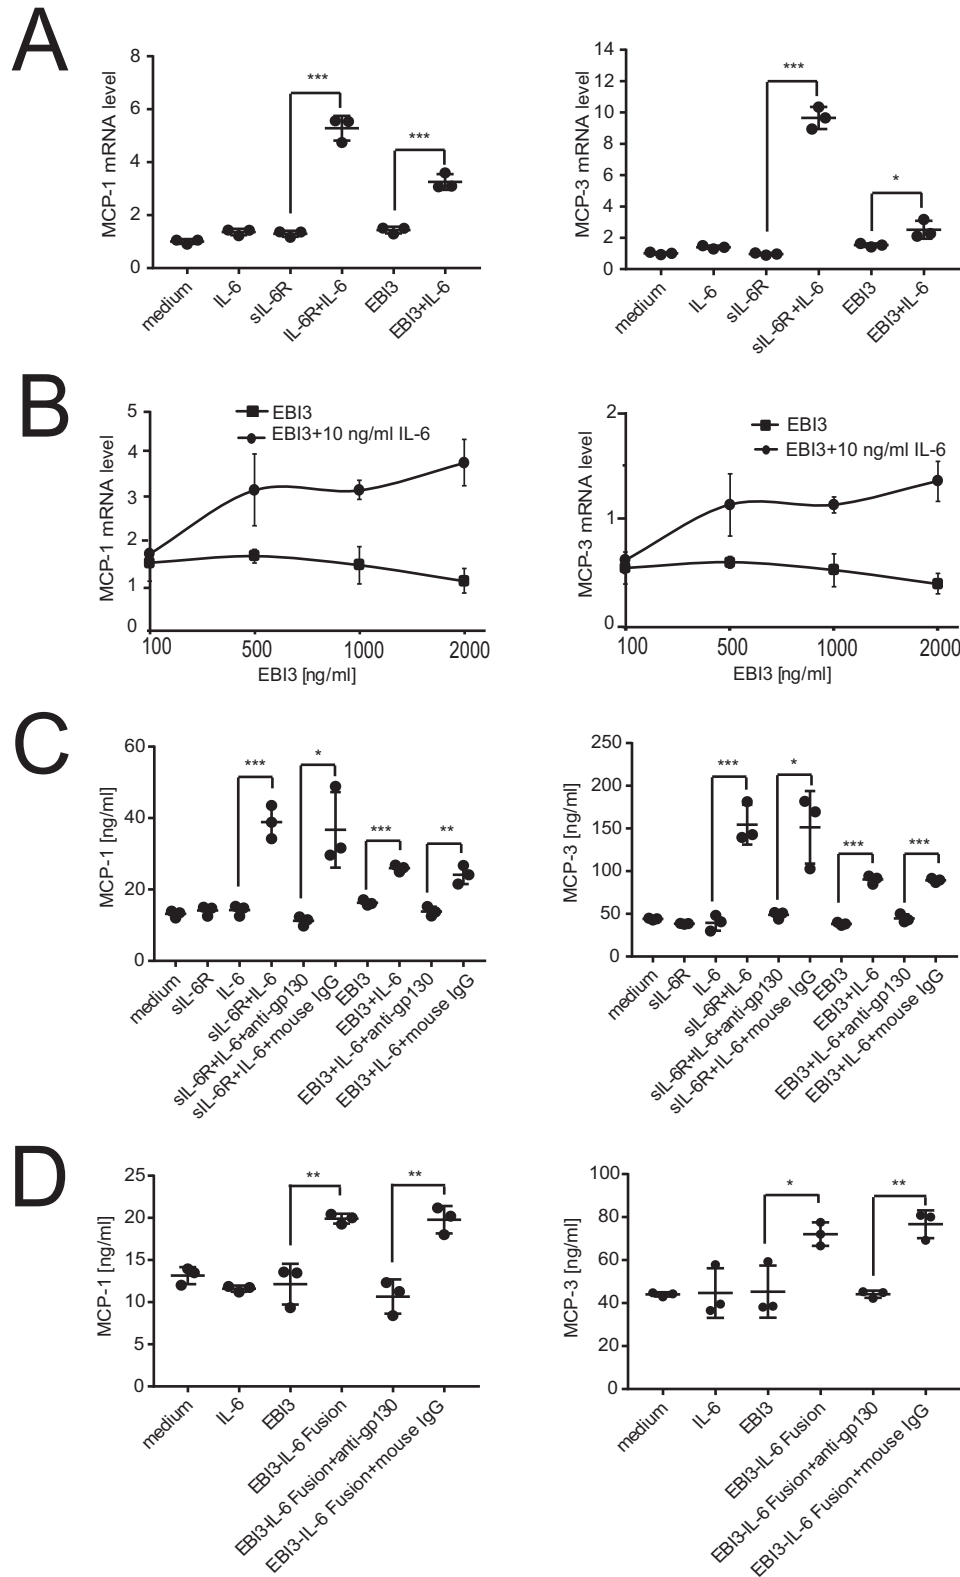 A
MCP-1 mRNA level
8
6
4
2
0
***
***
medium
IL-6
sIL-6R
IL-6R+IL-6
EBI3
EBI3+IL-6
MCP-3 mRNA level
14
12
10
8
6
4
2
0
***
*
medium
IL-6
sIL-6R
sIL-6R+IL-6
EBI3
EBI3+IL-6
B
MCP-1 mRNA level
5
4
3
2
1
0
EBI3
EBI3+10 ng/ml IL-6
100
500
1000
2000
EBI3 [ng/ml]
MCP-3 mRNA level
2
1
0
EBI3
EBI3+10 ng/ml IL-6
100
500
1000
2000
EBI3 [ng/ml]
C
MCP-1 [ng/ml]
60
40
20
0
***
*
***
**
medium
sIL-6R
IL-6
sIL-6R+IL-6
sIL-6R+IL-6+anti-gp130
sIL-6R+IL-6+mouse IgG
EBI3
EBI3+IL-6
EBI3+IL-6+anti-gp130
EBI3+IL-6+mouse IgG
MCP-3 [ng/ml]
250
200
150
100
50
0
***
*
***
***
medium
sIL-6R
IL-6
sIL-6R+IL-6
sIL-6R+IL-6+anti-gp130
sIL-6R+IL-6+mouse IgG
EBI3
EBI3+IL-6
EBI3+IL-6+anti-gp130
EBI3+IL-6+mouse IgG
D
MCP-1 [ng/ml]
25
20
15
10
5
0
**
**
medium
IL-6
EBI3
EBI3-IL-6 Fusion
EBI3-IL-6 Fusion+anti-gp130
EBI3-IL-6 Fusion+mouse IgG
MCP-3 [ng/ml]
100
80
60
40
20
0
*
**
medium
IL-6
EBI3
EBI3-IL-6 Fusion
EBI3-IL-6 Fusion+anti-gp130
EBI3-IL-6 Fusion+mouse IgG